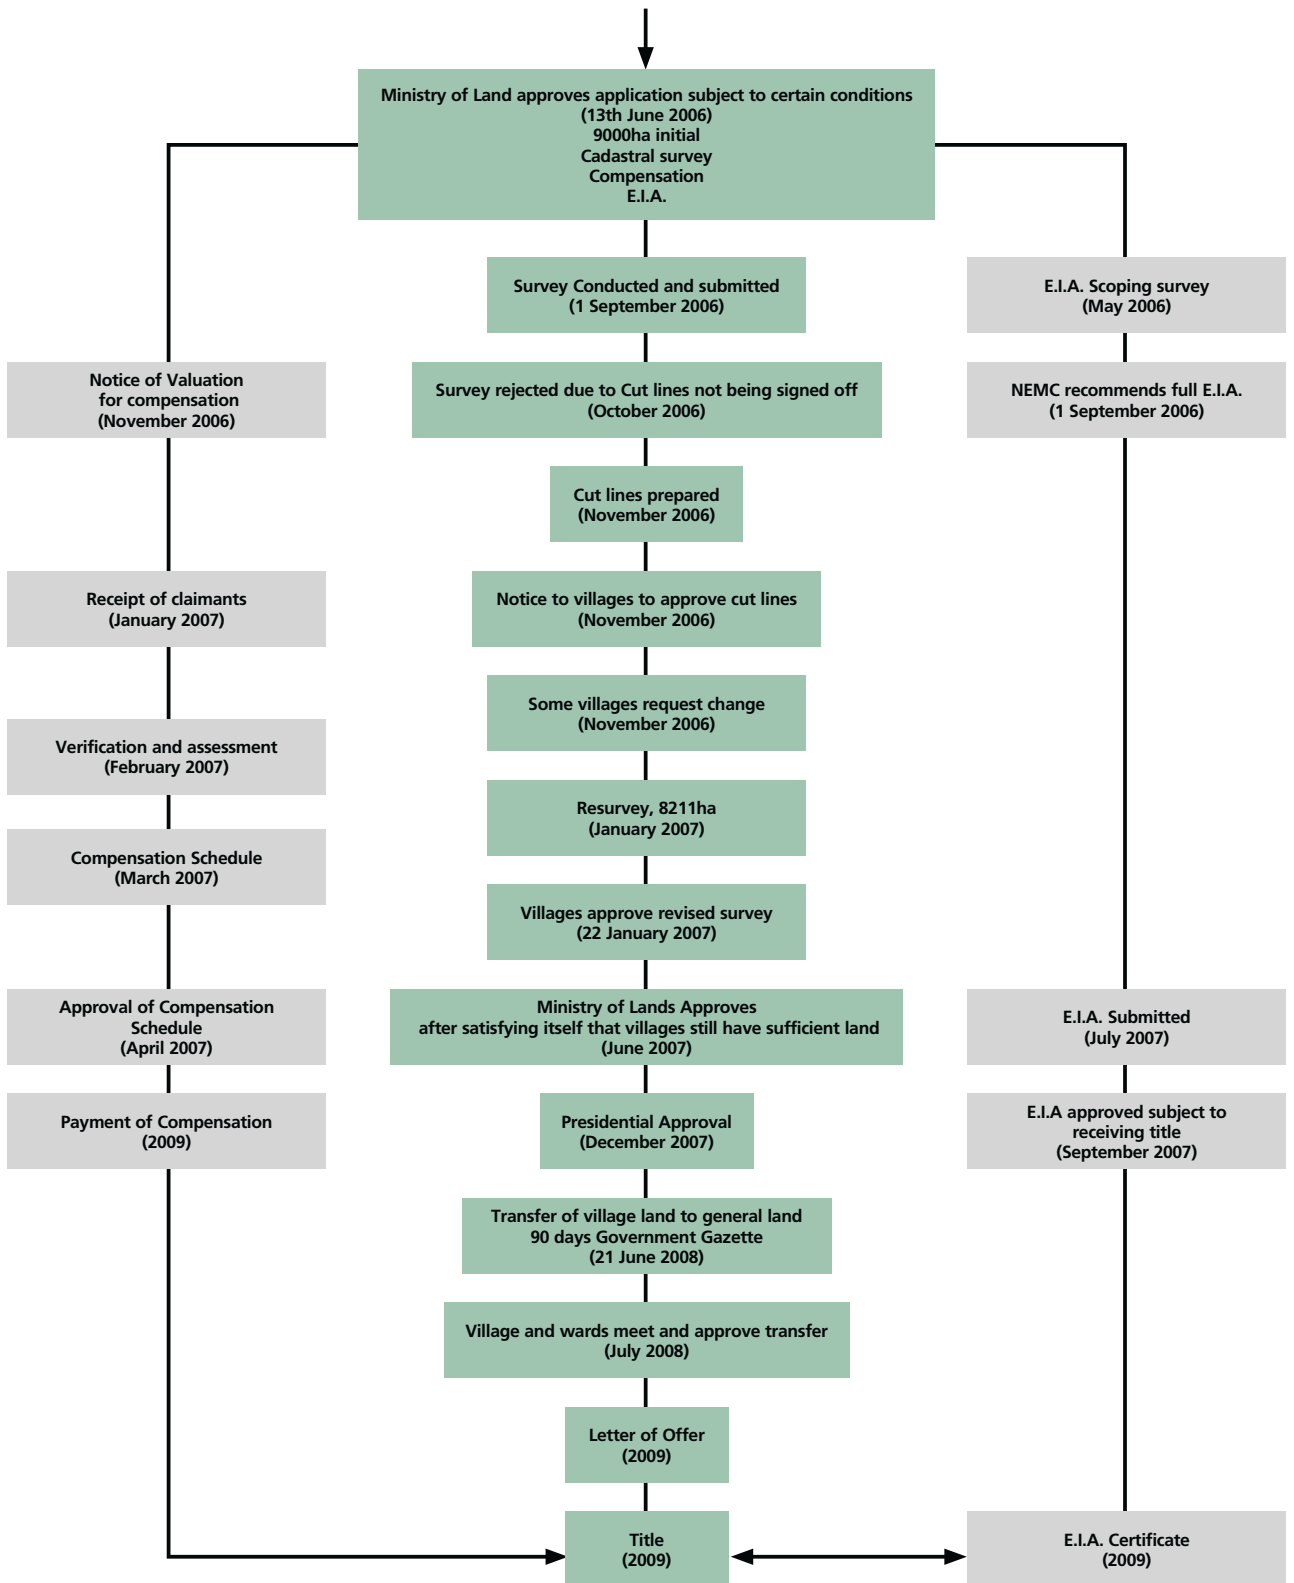 Ministry of Land approves application subject to certain conditions
(13th June 2006)
9000ha initial
Cadastral survey
Compensation
E.I.A.
Survey Conducted and submitted
(1 September 2006)
E.I.A. Scoping survey
(May 2006)
Notice of Valuation
for compensation
(November 2006)
Survey rejected due to Cut lines not being signed off
(October 2006)
NEMC recommends full E.I.A.
(1 September 2006)
Cut lines prepared
(November 2006)
Receipt of claimants
(January 2007)
Notice to villages to approve cut lines
(November 2006)
Some villages request change
(November 2006)
Verification and assessment
(February 2007)
Resurvey, 8211ha
(January 2007)
Compensation Schedule
(March 2007)
Villages approve revised survey
(22 January 2007)
Approval of Compensation
Schedule
(April 2007)
Ministry of Lands Approves
after satisfying itself that villages still have sufficient land
(June 2007)
E.I.A. Submitted
(July 2007)
Payment of Compensation
(2009)
Presidential Approval
(December 2007)
E.I.A approved subject to
receiving title
(September 2007)
Transfer of village land to general land
90 days Government Gazette
(21 June 2008)
Village and wards meet and approve transfer
(July 2008)
Letter of Offer
(2009)
Title
(2009)
E.I.A. Certificate
(2009)